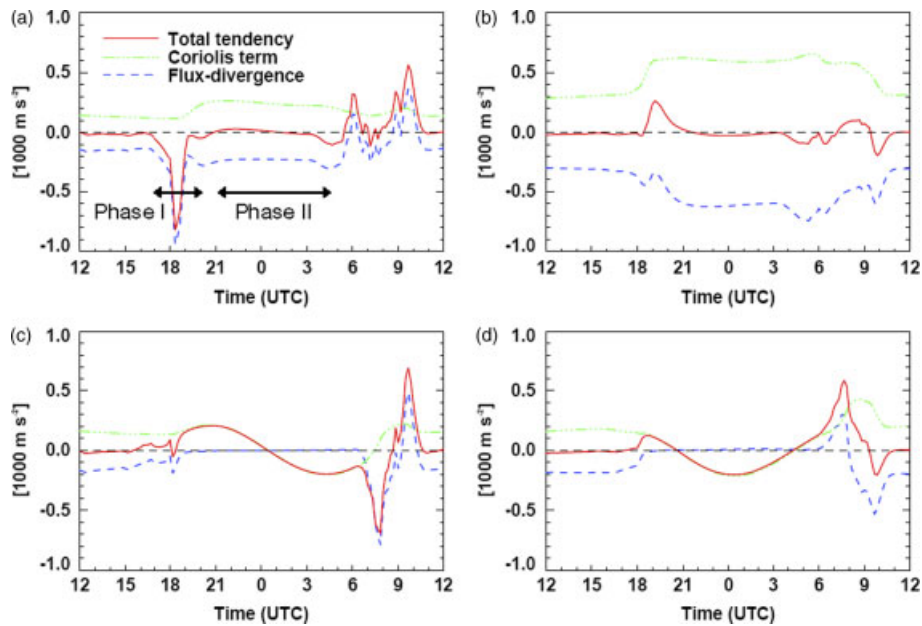 (a)
Total tendency
Coriolis term
Flux-divergence
1.0
0.5
0.0
-0.5
-1.0
[1000 m s⁻²]
Phase I
Phase II
12 15 18 21 0 3 6 9 12
Time (UTC)
(b)
1.0
0.5
0.0
-0.5
-1.0
[1000 m s⁻²]
12 15 18 21 0 3 6 9 12
Time (UTC)
(c)
1.0
0.5
0.0
-0.5
-1.0
[1000 m s⁻²]
12 15 18 21 0 3 6 9 12
Time (UTC)
(d)
1.0
0.5
0.0
-0.5
-1.0
[1000 m s⁻²]
12 15 18 21 0 3 6 9 12
Time (UTC)